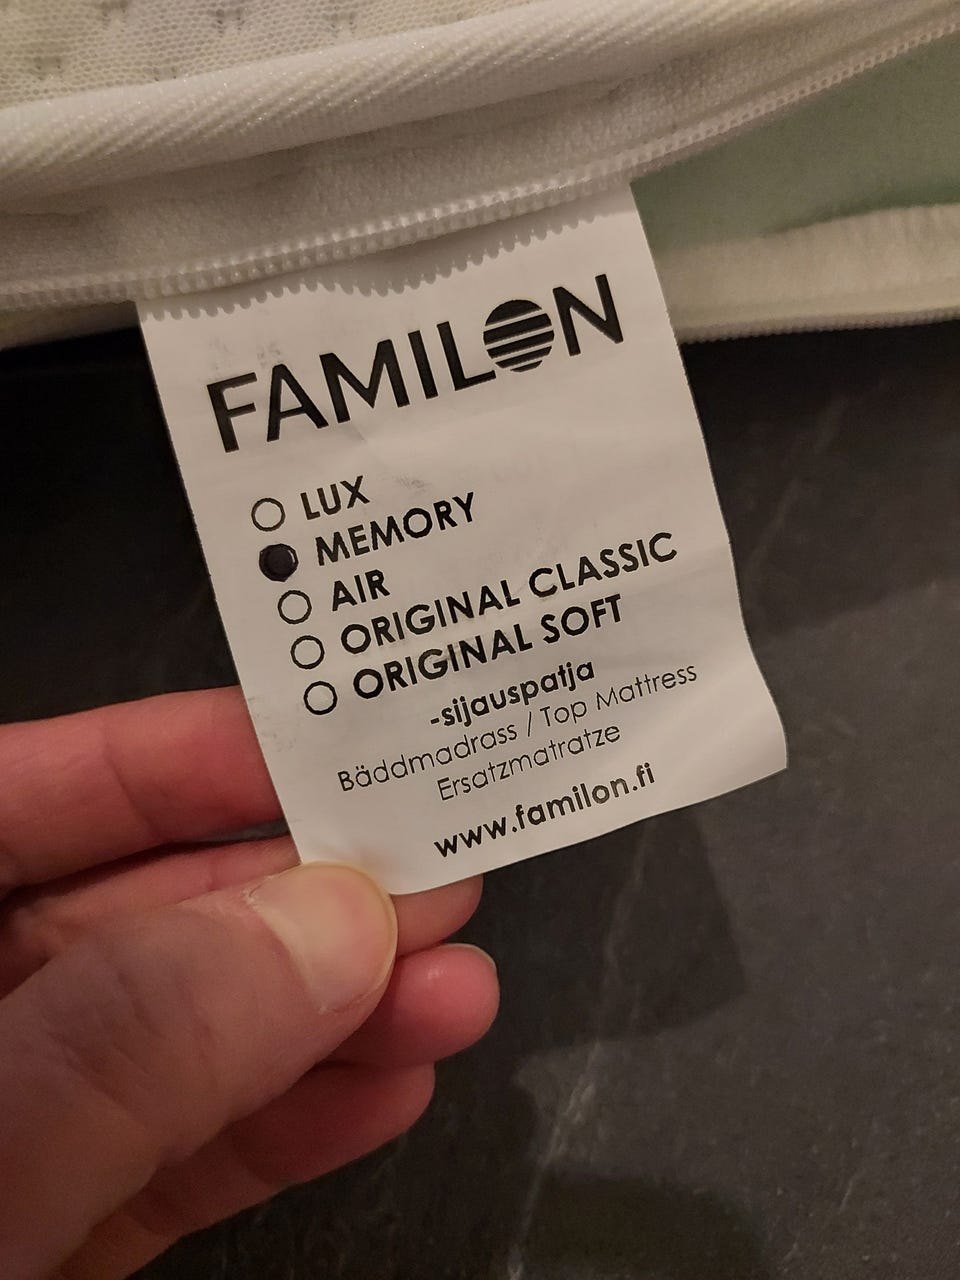 FAMILON
LUX
MEMORY
AIR
ORIGINAL CLASSIC
ORIGINAL SOFT
-sijauspatja
Bäddmadrass / Top Mattress
Ersatzmatratze
www.familon.fi